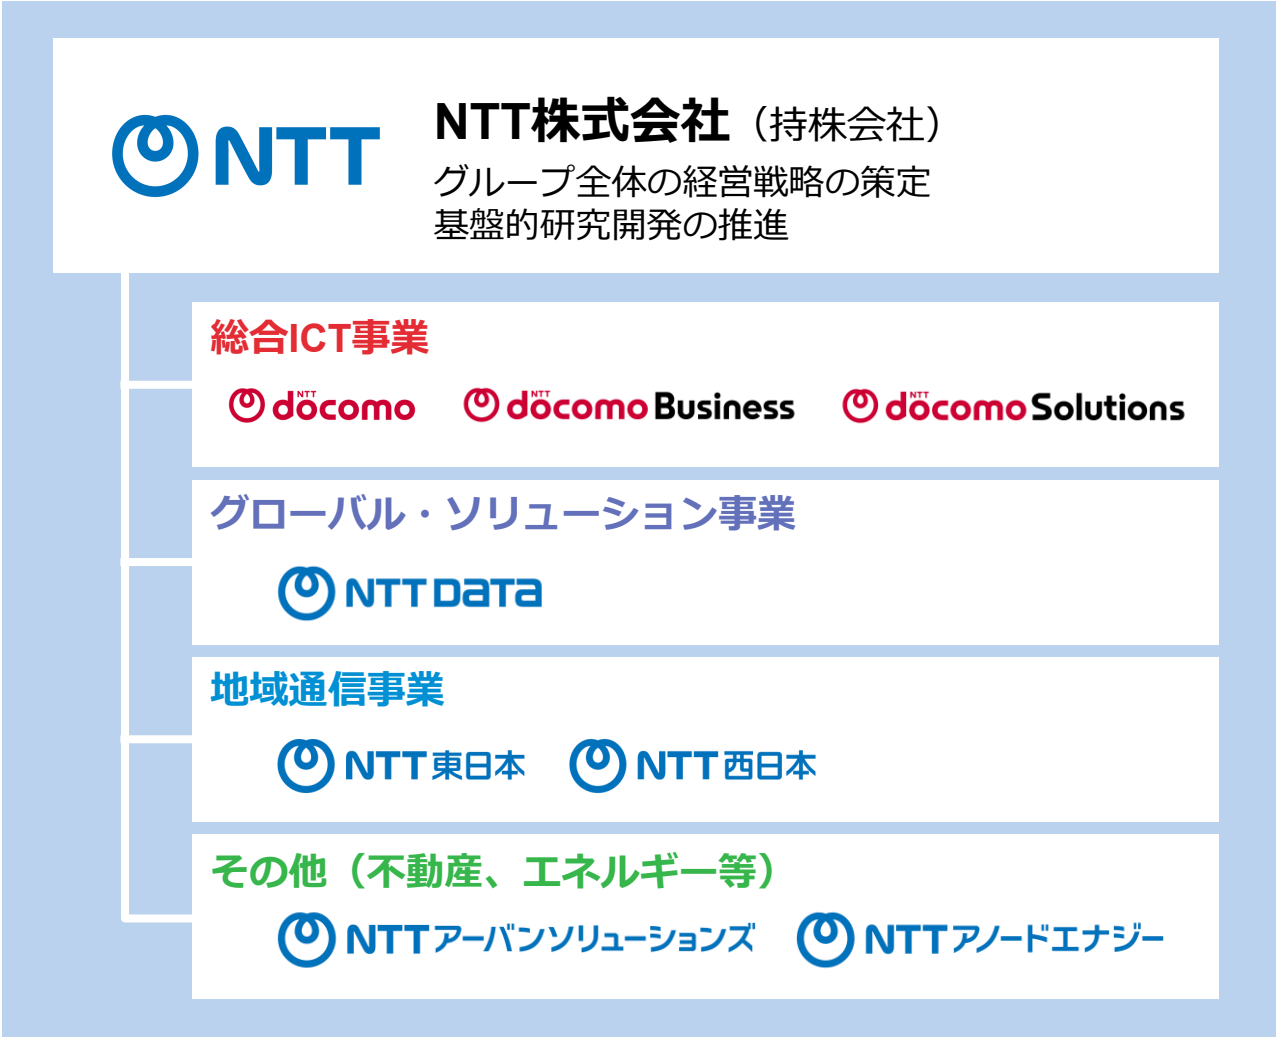 NTT
NTT株式会社（持株会社）
グループ全体の経営戦略の策定
基盤的研究開発の推進
総合ICT事業
NTT docomo NTT docomo Business NTT docomo Solutions
グローバル・ソリューション事業
NTT DATA
地域通信事業
NTT東日本 NTT西日本
その他（不動産、エネルギー等）
NTTアーバンソリューションズ NTTアノードエナジー